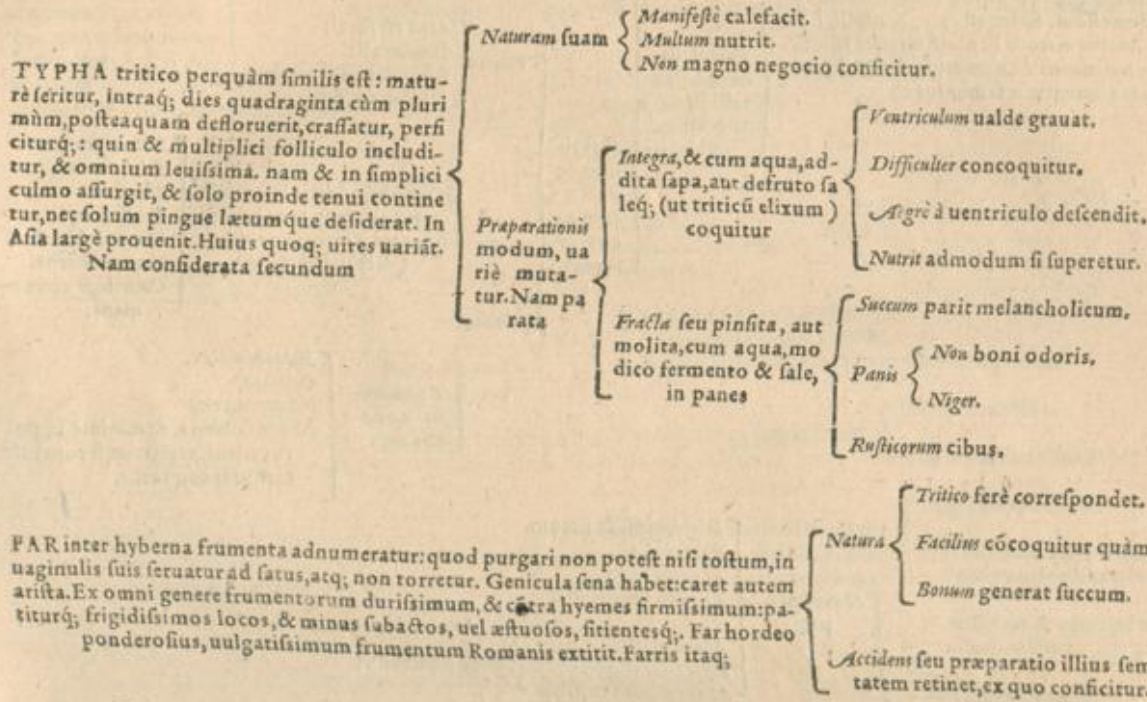 TYPHA tritico perquàm ſimilis eſt: matu-
rè ſeritur, intraq́; dies quadraginta cùm pluri
mùm,poſteaquam defloruerit,craſſatur, perfi
citurq́;: quin & multiplici folliculo includi-
tur, & omnium leuiſsima. nam & in ſimplici
culmo aſſurgit, & ſolo proinde tenui contine
tur,nec ſolum pingue lætumq́ue deſiderat. In
Aſia largè prouenit.Huius quoq; uires uariãt.
Nam conſiderata ſecundum
Naturam ſuam
Manifeſtè calefacit.
Multum nutrit.
Non magno negocio conficitur.
Præparationis
modum, ua
riè muta-
tur.Nam pa
rata
Integra,& cum aqua,ad-
dita ſapa,aut defruto ſa
leq́; (ut triticũ elixum )
coquitur
Ventriculum ualde grauat.
Difficulter concoquitur.
Aegrè à uentriculo deſcendit.
Nutrit admodum ſi ſuperetur.
Fracta ſeu pinſita, aut
molita,cum aqua,mo
dico fermento & ſale,
in panes
Succum parit melancholicum.
Panis
Non boni odoris.
Niger.
Ruſticorum cibus.
FAR inter hyberna frumenta adnumeratur:quod purgari non poteſt niſi toſtum,in
uaginulis ſuis ſeruatur ad ſatus,atq; non torretur. Genicula ſena habet:caret autem
ariſta.Ex omni genere frumentorum duriſsimum,& cõtra hyemes firmiſsimum:pa-
titurq́; frigidiſsimos locos,& minus ſubactos, uel æſtuoſos, ſitientesq́;. Far hordeo
ponderoſius,uulgatiſsimum frumentum Romanis extitit.Farris itaq;
Natura
Tritico ferè correſpondet.
Facilius cõcoquitur quàm
Bonum generat ſuccum.
Accidens ſeu præparatio illius ſem
tatem retinet,ex quo conficitur.